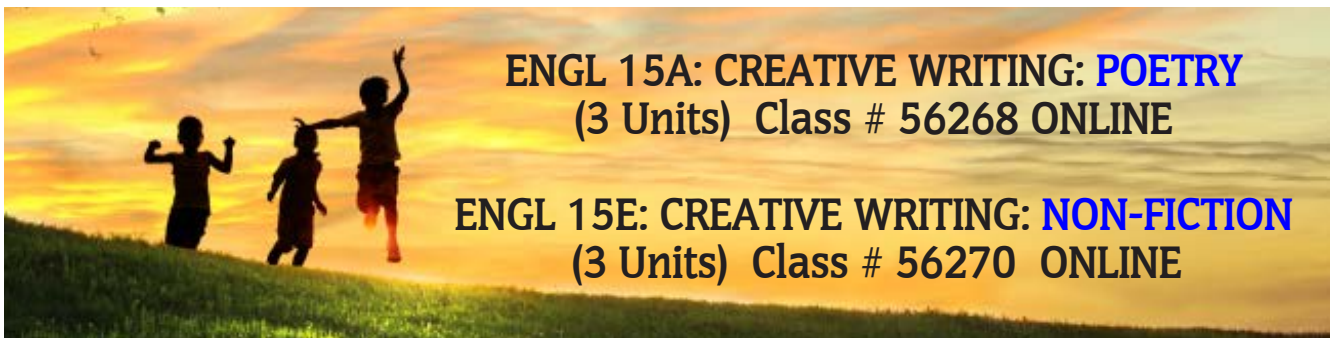 ENGL 15A: CREATIVE WRITING: POETRY
(3 Units) Class # 56268 ONLINE
ENGL 15E: CREATIVE WRITING: NON-FICTION
(3 Units) Class # 56270 ONLINE